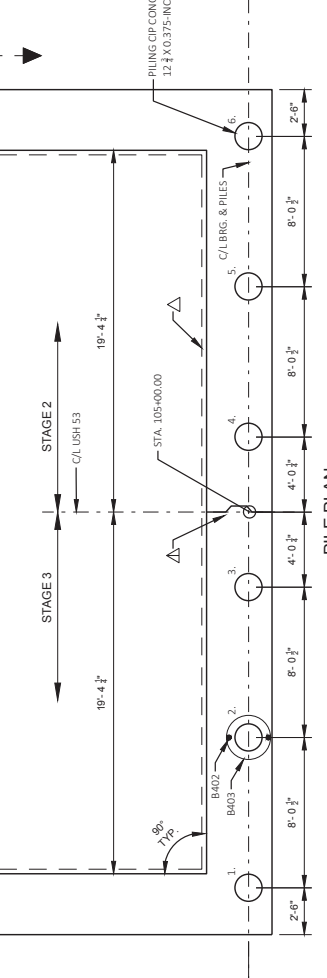 PILING CIP CONC
12 3/4 X 0.375-INC
STAGE 3
STAGE 2
C/L USH 53
19'- 4 1/4"
19'- 4 1/4"
STA. 105+00.00
90°
TYP.
B402
B403
C/L BRG. & PILES
1.
2.
3.
4.
5.
6.
2'-6"
8'- 0 1/2"
8'- 0 1/2"
4'- 0 1/4"
4'- 0 1/4"
8'- 0 1/2"
8'- 0 1/2"
2'-6"
PILE PLAN